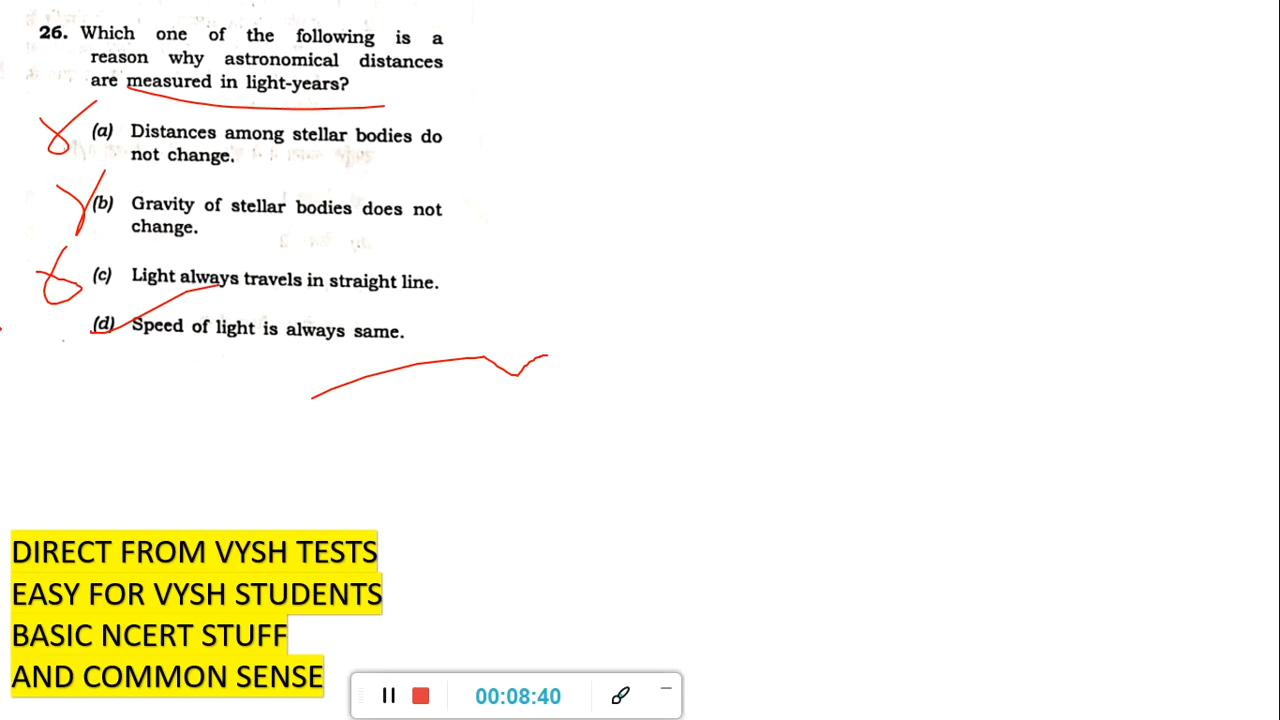 26. Which one of the following is a
reason why astronomical distances
are measured in light-years?
(a) Distances among stellar bodies do
not change.
(b) Gravity of stellar bodies does not
change.
(c) Light always travels in straight line.
(d) Speed of light is always same.
DIRECT FROM VYSH TESTS
EASY FOR VYSH STUDENTS
BASIC NCERT STUFF
AND COMMON SENSE
00:08:40